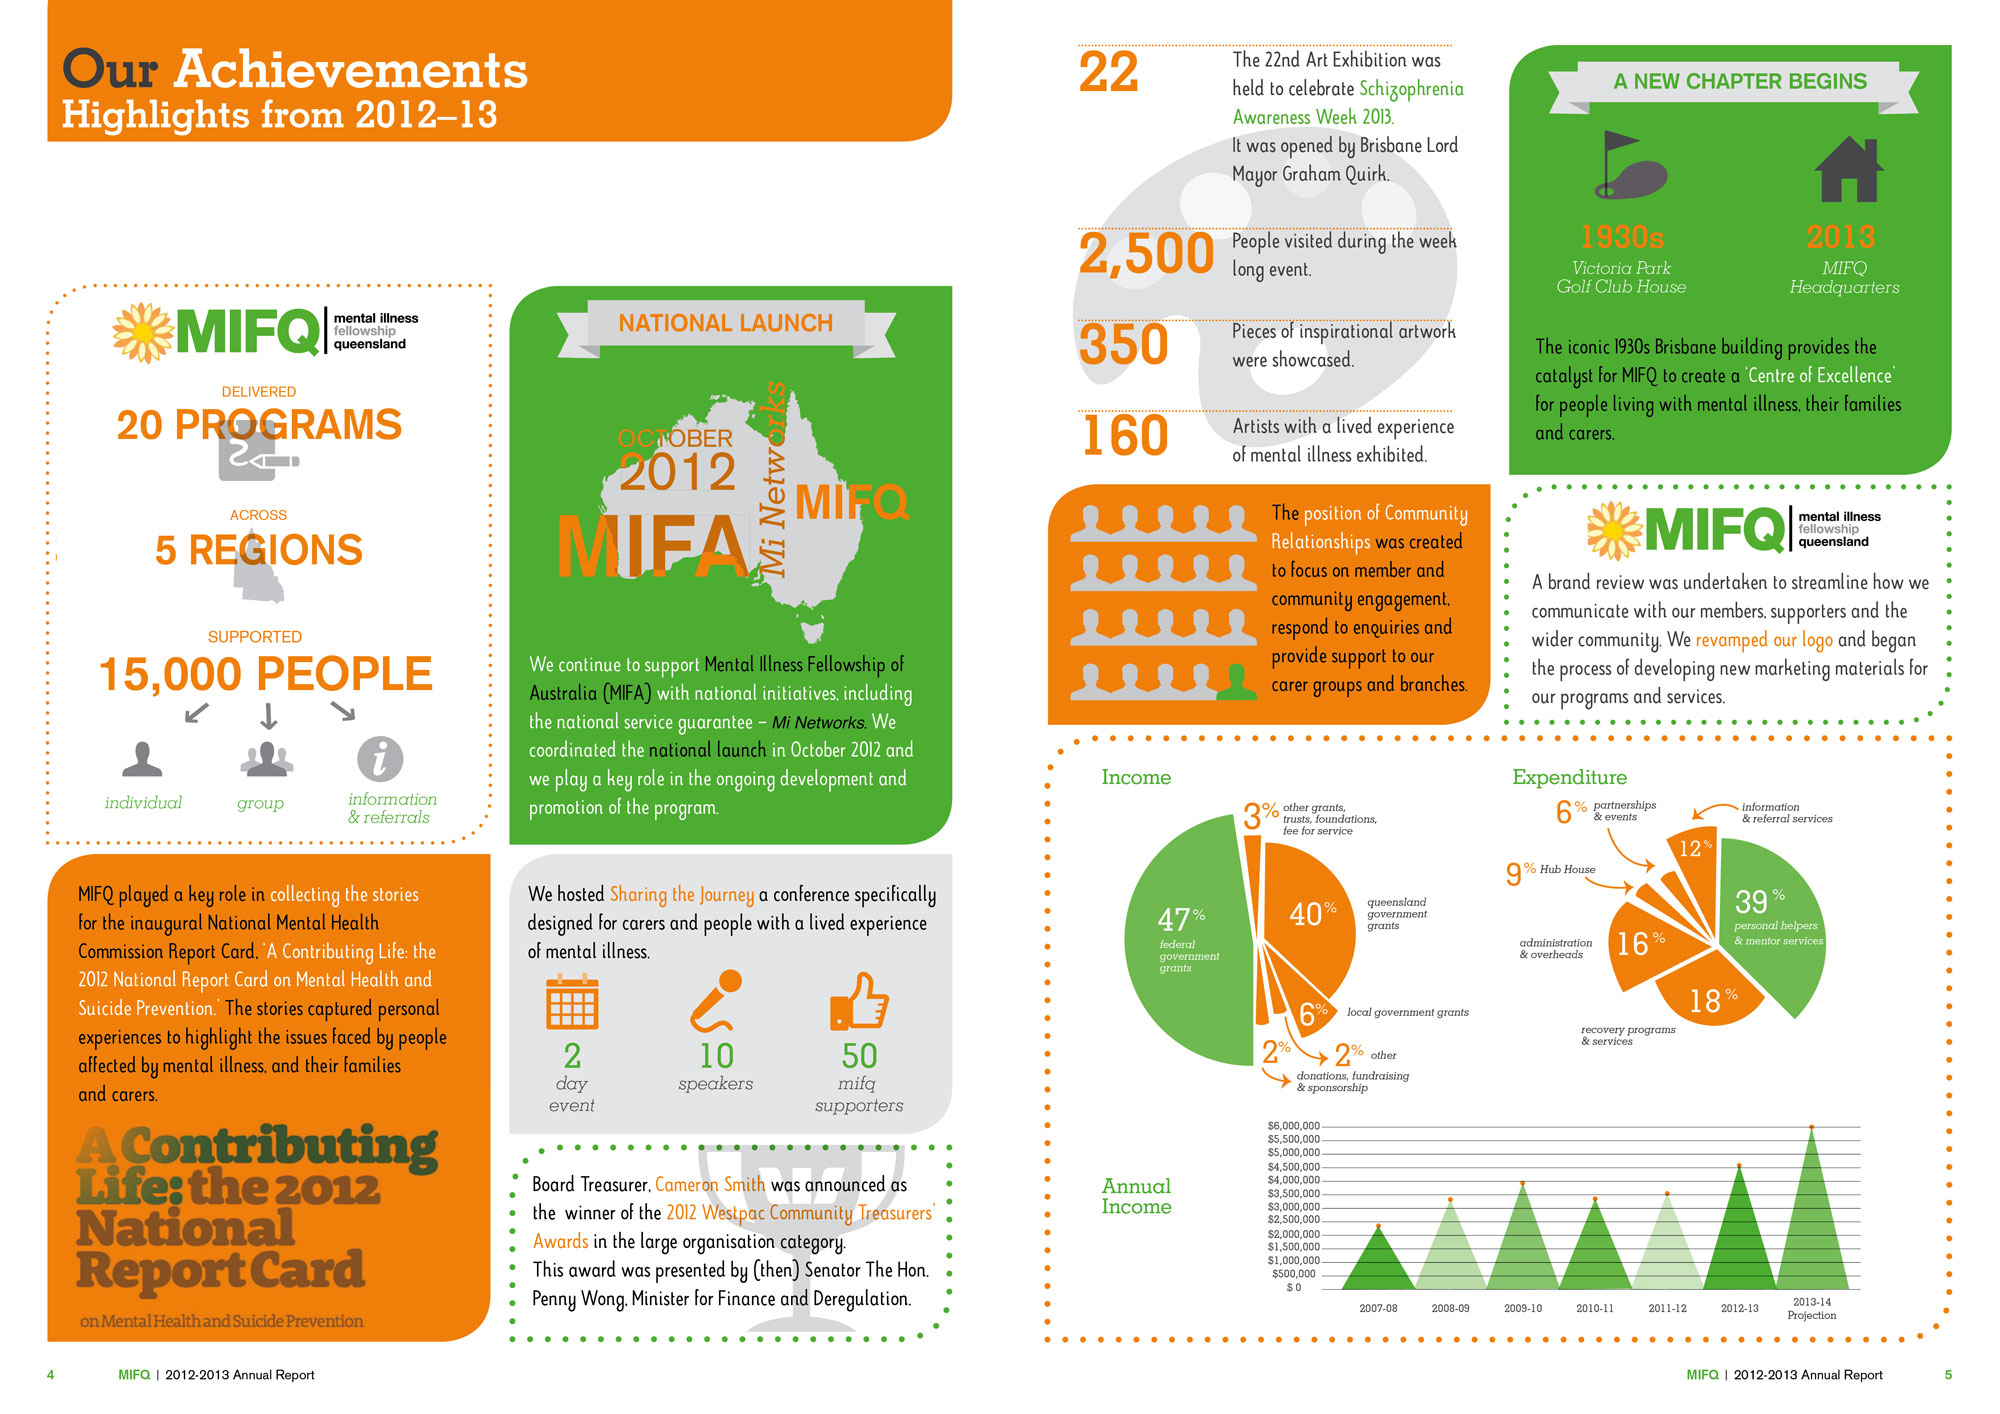 Our Achievements
Highlights from 2012–13
MIFQ
mental illness
fellowship
queensland
DELIVERED
20 PROGRAMS
ACROSS
5 REGIONS
SUPPORTED
15,000 PEOPLE
individual
group
information
& referrals
NATIONAL LAUNCH
OCTOBER
2012
MIFA
Mi Networks
MIFQ
We continue to support Mental Illness Fellowship of
Australia (MIFA) with national initiatives, including
the national service guarantee – Mi Networks. We
coordinated the national launch in October 2012 and
we play a key role in the ongoing development and
promotion of the program.
MIFQ played a key role in collecting the stories
for the inaugural National Mental Health
Commission Report Card, 'A Contributing Life: the
2012 National Report Card on Mental Health and
Suicide Prevention.' The stories captured personal
experiences to highlight the issues faced by people
affected by mental illness, and their families
and carers.
A Contributing
Life: the 2012
National
Report Card
on Mental Health and Suicide Prevention
We hosted Sharing the Journey a conference specifically
designed for carers and people with a lived experience
of mental illness.
2
day
event
10
speakers
50
mifq
supporters
Board Treasurer, Cameron Smith was announced as
the winner of the 2012 Westpac Community Treasurers'
Awards in the large organisation category.
This award was presented by (then) Senator The Hon.
Penny Wong, Minister for Finance and Deregulation.
4
MIFQ | 2012-2013 Annual Report
22
The 22nd Art Exhibition was
held to celebrate Schizophrenia
Awareness Week 2013.
It was opened by Brisbane Lord
Mayor Graham Quirk.
2,500
People visited during the week
long event.
350
Pieces of inspirational artwork
were showcased.
160
Artists with a lived experience
of mental illness exhibited.
A NEW CHAPTER BEGINS
1930s
Victoria Park
Golf Club House
2013
MIFQ
Headquarters
The iconic 1930s Brisbane building provides the
catalyst for MIFQ to create a 'Centre of Excellence'
for people living with mental illness, their families
and carers.
The position of Community
Relationships was created
to focus on member and
community engagement,
respond to enquiries and
provide support to our
carer groups and branches.
MIFQ
mental illness
fellowship
queensland
A brand review was undertaken to streamline how we
communicate with our members, supporters and the
wider community. We revamped our logo and began
the process of developing new marketing materials for
our programs and services.
Income
3% other grants,
trusts, foundations,
fee for service
47%
federal
government
grants
40%
queensland
government
grants
6%
local government grants
2% other
2%
donations, fundraising
& sponsorship
Expenditure
6% partnerships
& events
information
& referral services
12%
9% Hub House
39%
personal helpers
& mentor services
16%
administration
& overheads
18%
recovery programs
& services
Annual
Income
$6,000,000
$5,500,000
$5,000,000
$4,500,000
$4,000,000
$3,500,000
$3,000,000
$2,500,000
$2,000,000
$1,500,000
$1,000,000
$500,000
$ 0
2007-08
2008-09
2009-10
2010-11
2011-12
2012-13
2013-14
Projection
MIFQ | 2012-2013 Annual Report
5